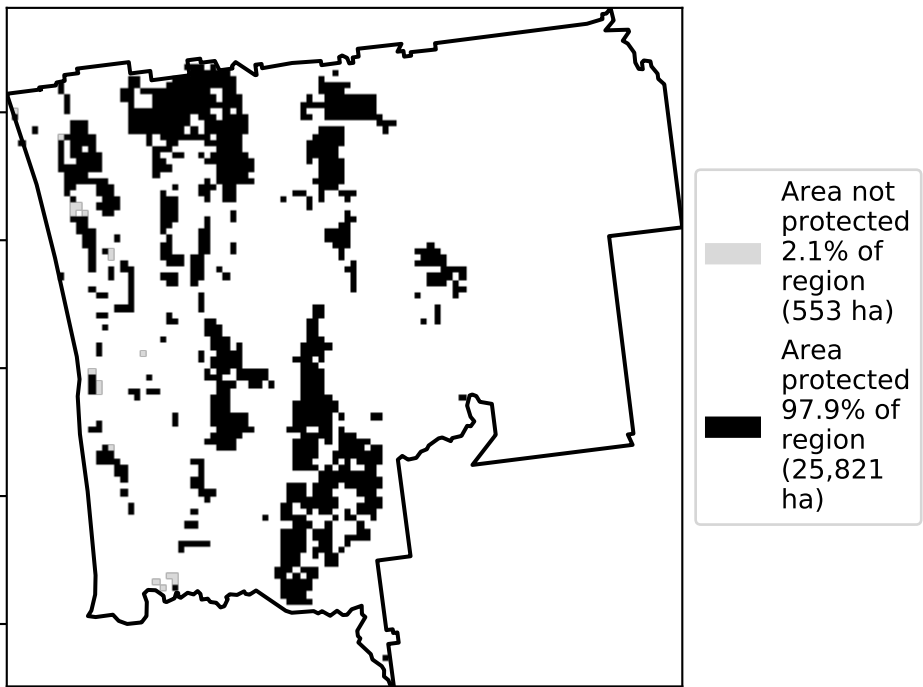 Area not
protected
2.1% of
region
(553 ha)
Area
protected
97.9% of
region
(25,821
ha)